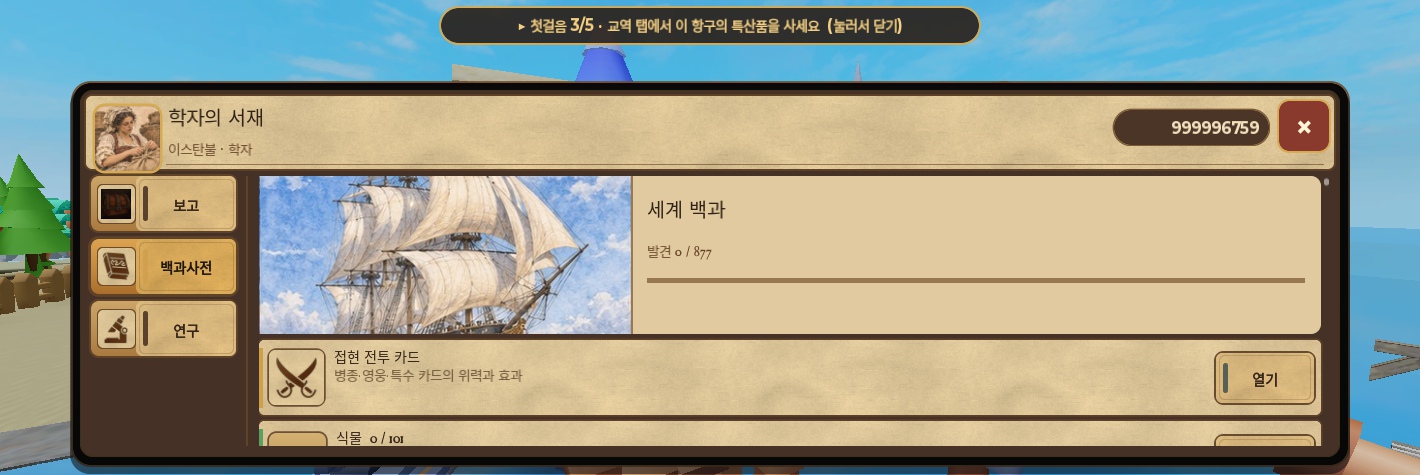 ▸ 첫걸음 3/5 · 교역 탭에서 이 항구의 특산품을 사세요 (눌러서 닫기)
학자의 서재
이스탄불 · 학자
999996759
×
보고
백과사전
연구
세계 백과
발견 0 / 877
접현 전투 카드
병종·영웅·특수 카드의 위력과 효과
열기
식물 0 / 101